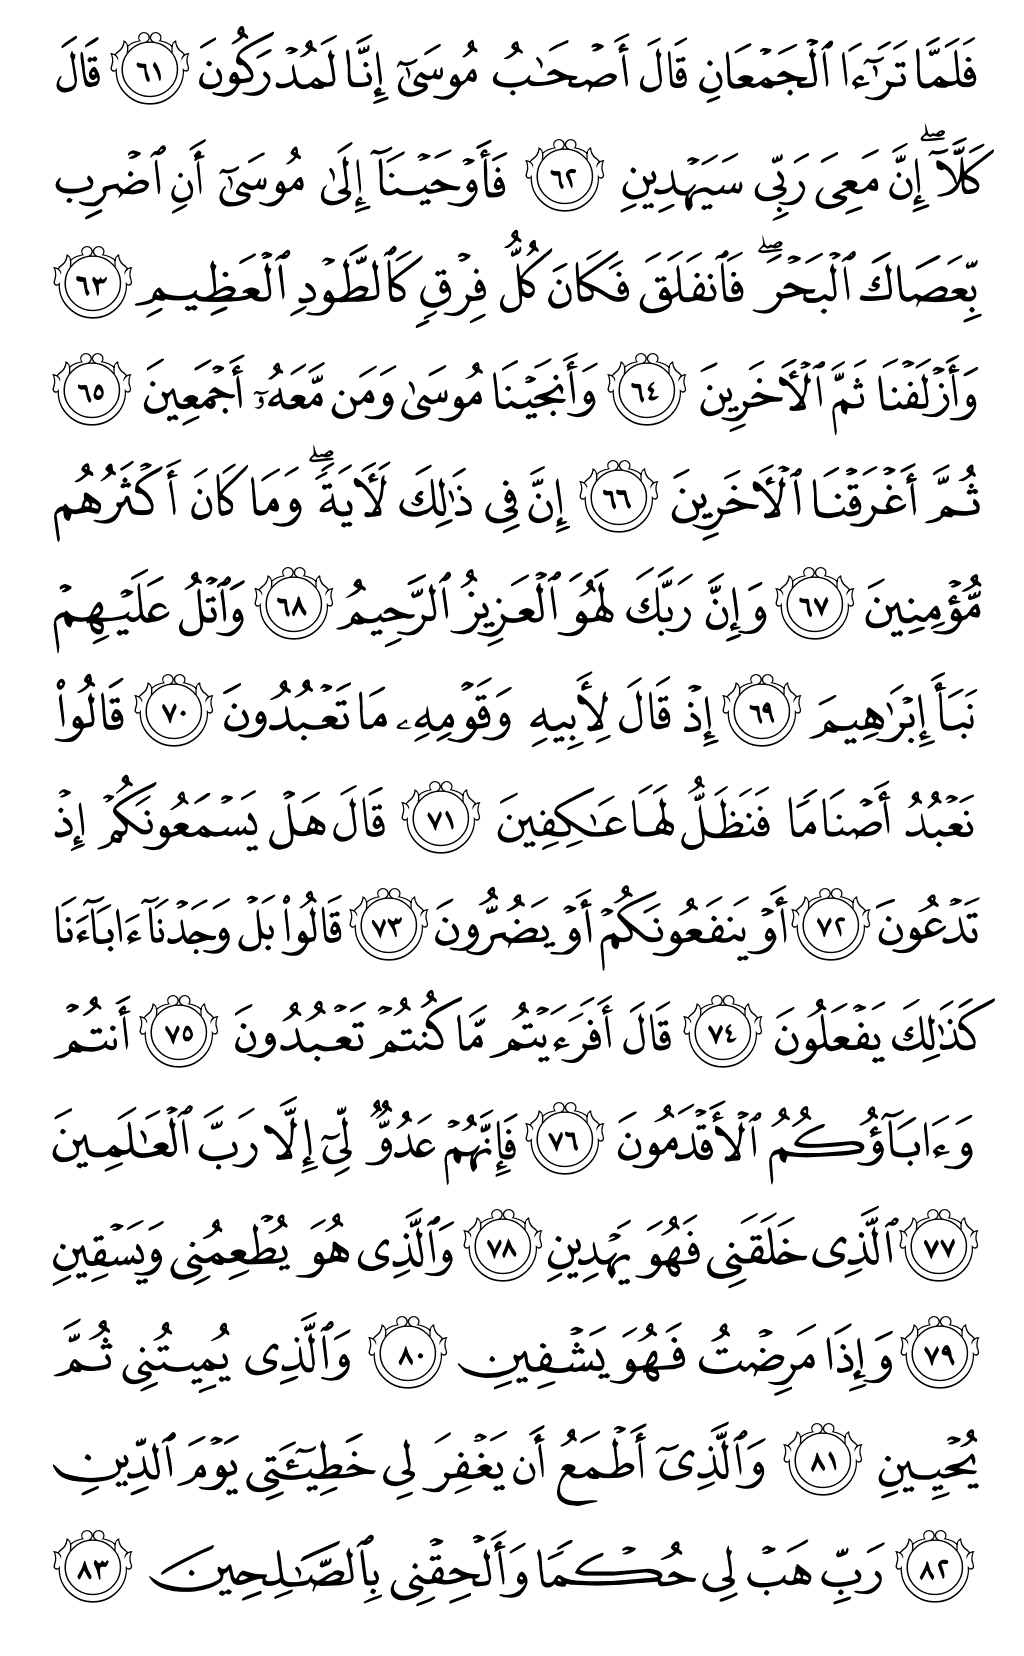 فَلَمَّا تَرَٰٓءَا ٱلْجَمْعَانِ قَالَ أَصْحَٰبُ مُوسَىٰٓ إِنَّا لَمُدْرَكُونَ ٦١ قَالَ
كَلَّآ ۖ إِنَّ مَعِىَ رَبِّى سَيَهْدِينِ ٦٢ فَأَوْحَيْنَآ إِلَىٰ مُوسَىٰٓ أَنِ ٱضْرِب
بِّعَصَاكَ ٱلْبَحْرَ ۖ فَٱنفَلَقَ فَكَانَ كُلُّ فِرْقٍ كَٱلطَّوْدِ ٱلْعَظِيمِ ٦٣
وَأَزْلَفْنَا ثَمَّ ٱلْـَٔاخَرِينَ ٦٤ وَأَنجَيْنَا مُوسَىٰ وَمَن مَّعَهُۥٓ أَجْمَعِينَ ٦٥
ثُمَّ أَغْرَقْنَا ٱلْـَٔاخَرِينَ ٦٦ إِنَّ فِى ذَٰلِكَ لَـَٔايَةً ۖ وَمَا كَانَ أَكْثَرُهُم
مُّؤْمِنِينَ ٦٧ وَإِنَّ رَبَّكَ لَهُوَ ٱلْعَزِيزُ ٱلرَّحِيمُ ٦٨ وَٱتْلُ عَلَيْهِمْ
نَبَأَ إِبْرَٰهِيمَ ٦٩ إِذْ قَالَ لِأَبِيهِ وَقَوْمِهِۦ مَا تَعْبُدُونَ ٧٠ قَالُوا۟
نَعْبُدُ أَصْنَامًا فَنَظَلُّ لَهَا عَٰكِفِينَ ٧١ قَالَ هَلْ يَسْمَعُونَكُمْ إِذْ
تَدْعُونَ ٧٢ أَوْ يَنفَعُونَكُمْ أَوْ يَضُرُّونَ ٧٣ قَالُوا۟ بَلْ وَجَدْنَآ ءَابَآءَنَا
كَذَٰلِكَ يَفْعَلُونَ ٧٤ قَالَ أَفَرَءَيْتُم مَّا كُنتُمْ تَعْبُدُونَ ٧٥ أَنتُمْ
وَءَابَآؤُكُمُ ٱلْأَقْدَمُونَ ٧٦ فَإِنَّهُمْ عَدُوٌّ لِّىٓ إِلَّا رَبَّ ٱلْعَٰلَمِينَ
٧٧ ٱلَّذِى خَلَقَنِى فَهُوَ يَهْدِينِ ٧٨ وَٱلَّذِى هُوَ يُطْعِمُنِى وَيَسْقِينِ
٧٩ وَإِذَا مَرِضْتُ فَهُوَ يَشْفِينِ ٨٠ وَٱلَّذِى يُمِيتُنِى ثُمَّ
يُحْيِينِ ٨١ وَٱلَّذِىٓ أَطْمَعُ أَن يَغْفِرَ لِى خَطِيٓـَٔتِى يَوْمَ ٱلدِّينِ
٨٢ رَبِّ هَبْ لِى حُكْمًا وَأَلْحِقْنِى بِٱلصَّٰلِحِينَ ٨٣